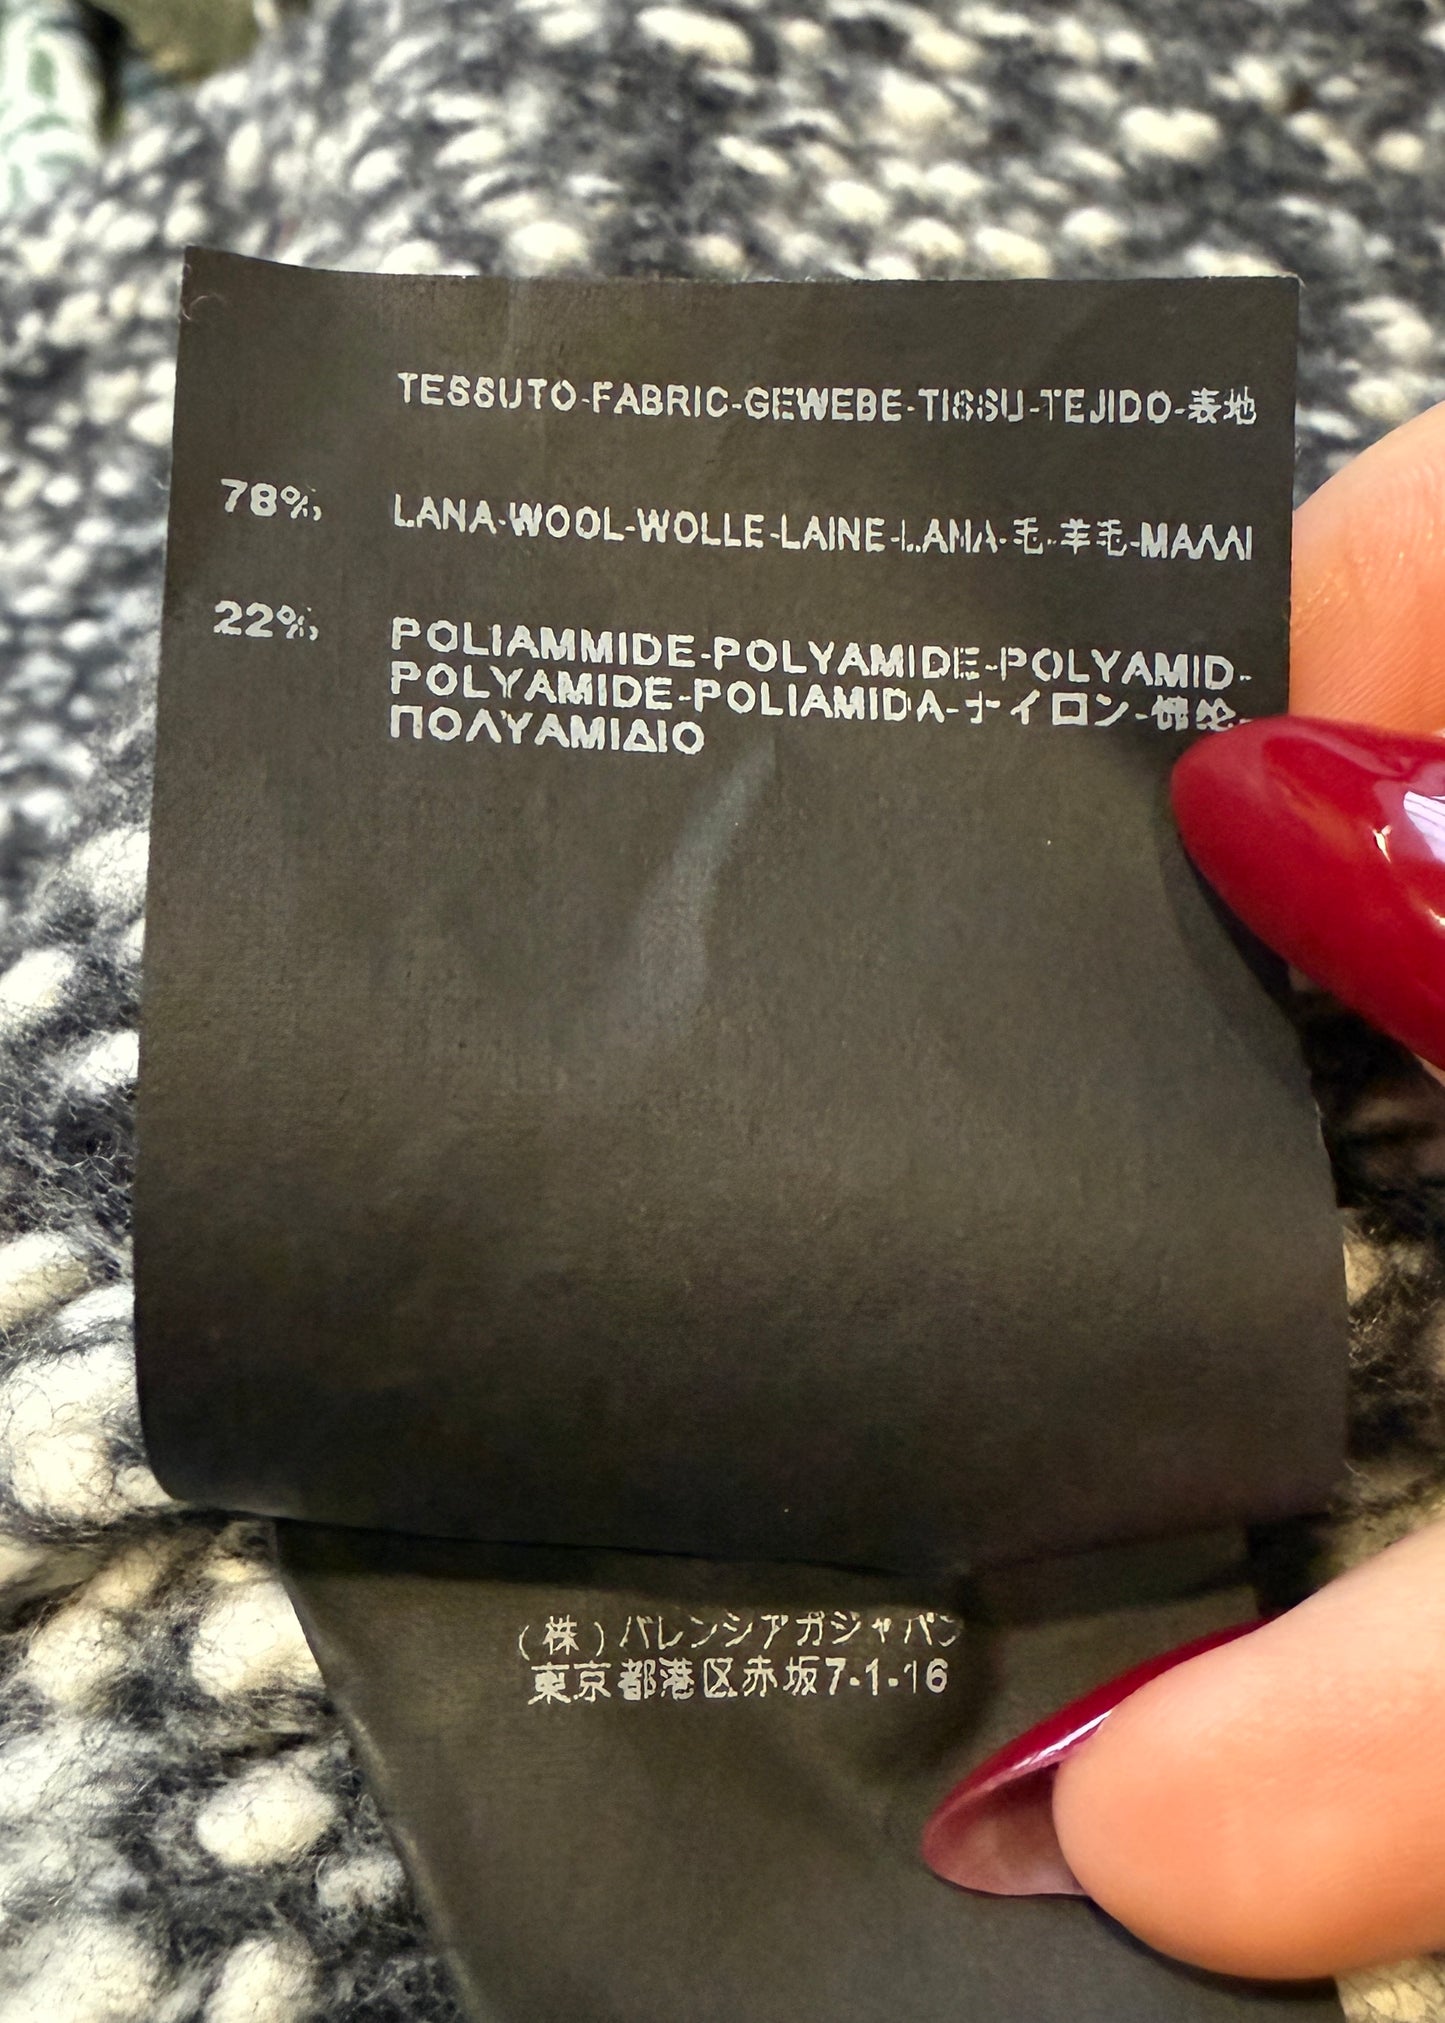 TESSUTO-FABRIC-GEWEBE-TISSU-TEJIDO-表地
78% LANA-WOOL-WOLLE-LAINE-LANA-毛-羊毛-ΜΑΛΛΙ
22% POLIAMMIDE-POLYAMIDE-POLYAMID-
POLYAMIDE-POLIAMIDA-ナイロン-锦纶-
ΠΟΛΥΑΜΙΔΙΟ
(株)バレンシアガジャパン
東京都港区赤坂7-1-16